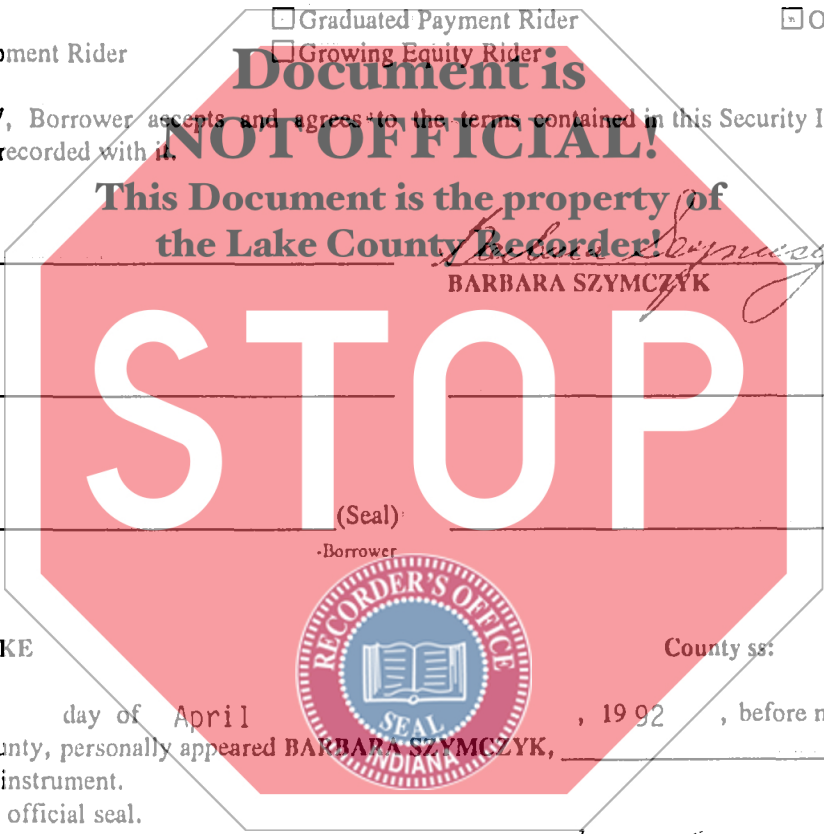 Graduated Payment Rider
pment Rider Growing Equity Rider
Document is
, Borrower accepts and agrees to the terms contained in this Security I
NOT OFFICIAL!
recorded with it.
This Document is the property of
the Lake County Recorder!
Barbara Szymczyk
BARBARA SZYMCZYK
STOP
(Seal)
-Borrower
RECORDER'S OFFICE
SEAL
INDIANA
KE County ss:
day of April , 1992 , before m
unty, personally appeared BARBARA SZYMCZYK,
instrument.
official seal.